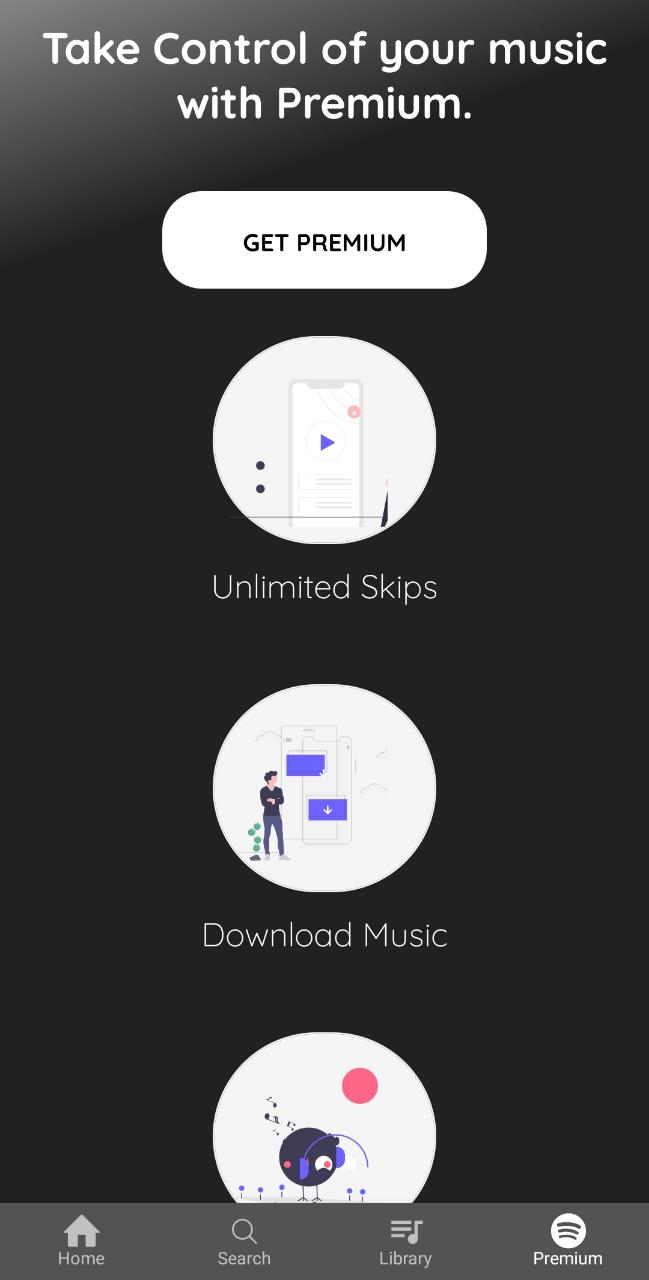 Take Control of your music
with Premium.
GET PREMIUM
Unlimited Skips
Download Music
Home
Search
Library
Premium